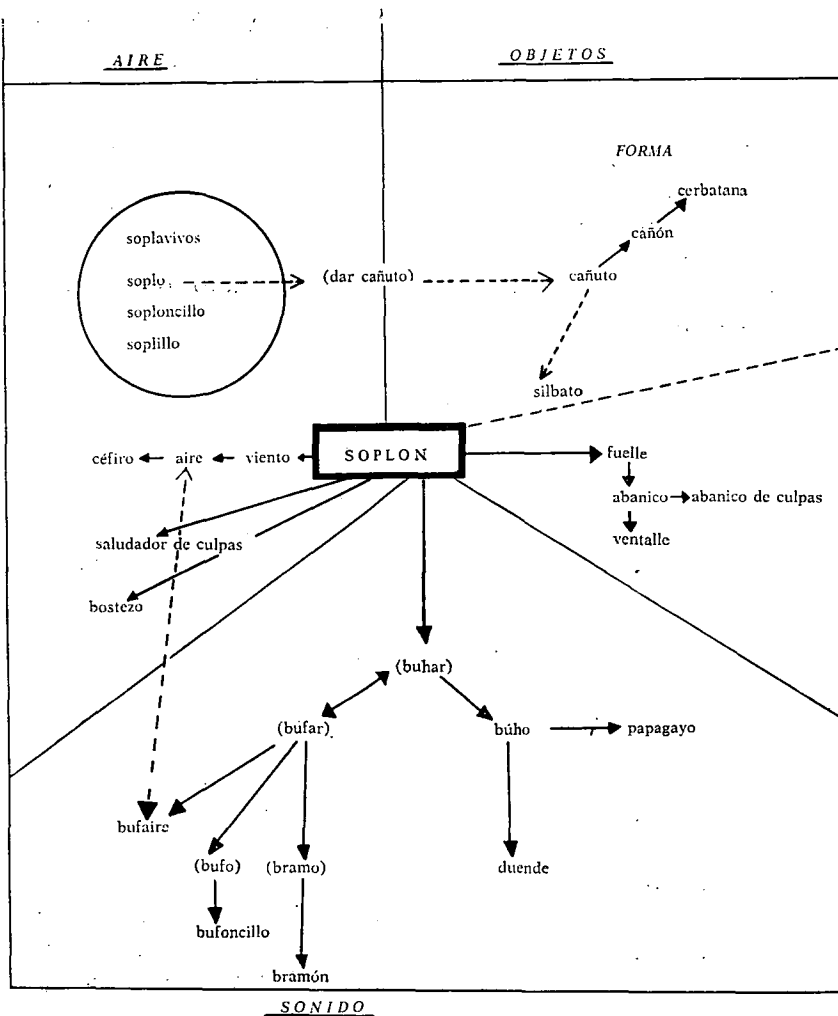 AIRE
OBJETOS
FORMA
cerbatana
cañón
soplavivos
soplo
(dar cañuto)
cañuto
soploncillo
soplillo
silbato
céfiro
aire
viento
SOPLON
fuelle
abanico
abanico de culpas
ventalle
saludador de culpas
bostezo
(buhar)
(bufar)
búho
papagayo
bufaire
(bufo)
(bramo)
duende
bufoncillo
bramón
SONIDO